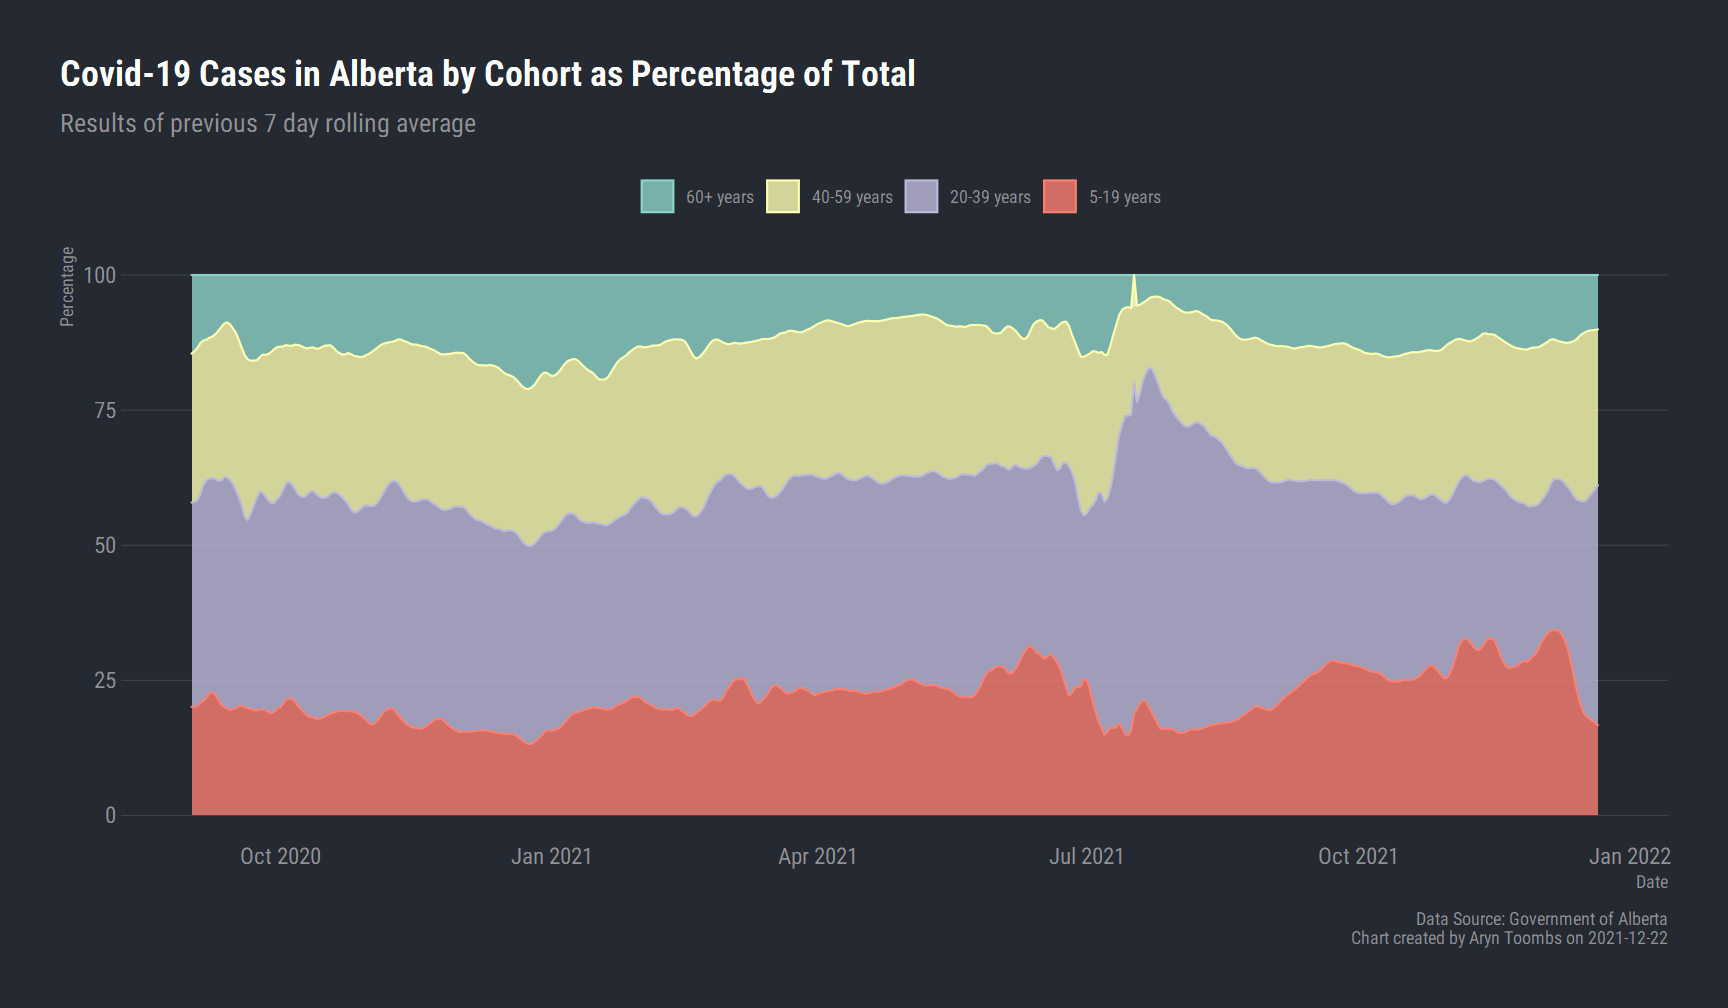 Covid-19 Cases in Alberta by Cohort as Percentage of Total
Results of previous 7 day rolling average
60+ years 40-59 years 20-39 years 5-19 years
Percentage
100
75
50
25
0
Oct 2020 Jan 2021 Apr 2021 Jul 2021 Oct 2021 Jan 2022
Date
Data Source: Government of Alberta
Chart created by Aryn Toombs on 2021-12-22